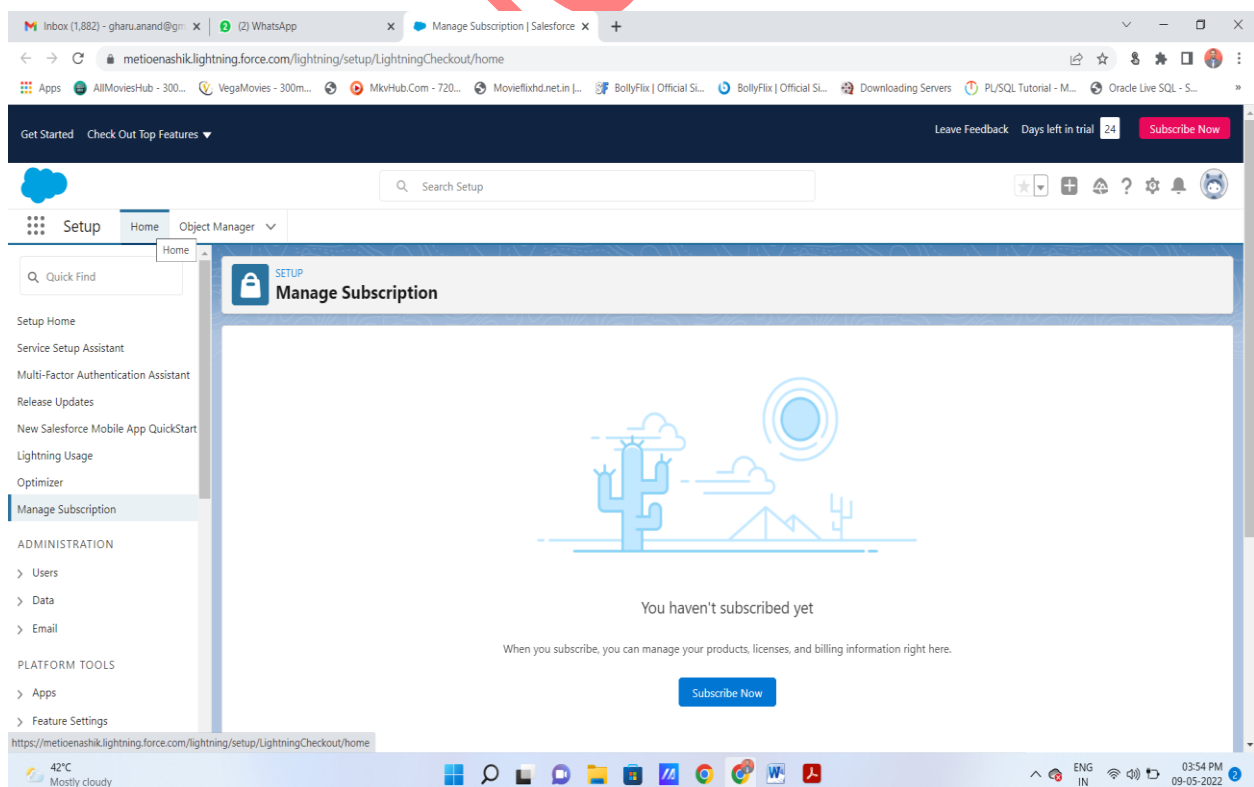 Inbox (1,882) - gharu.anand@gm
2 (2) WhatsApp
Manage Subscription | Salesforce
metioenashik.lightning.force.com/lightning/setup/LightningCheckout/home
Apps AllMoviesHub - 300... VegaMovies - 300m... MkvHub.Com - 720... Movieflixhd.net.in |... BollyFlix | Official Si... BollyFlix | Official Si... Downloading Servers PL/SQL Tutorial - M... Oracle Live SQL - S... »
Get Started Check Out Top Features Leave Feedback Days left in trial 24 Subscribe Now
Search Setup
Setup Home Object Manager
Home
Quick Find
SETUP
Manage Subscription
Setup Home
Service Setup Assistant
Multi-Factor Authentication Assistant
Release Updates
New Salesforce Mobile App QuickStart
Lightning Usage
Optimizer
Manage Subscription
ADMINISTRATION
Users
Data
Email
PLATFORM TOOLS
Apps
Feature Settings
You haven't subscribed yet
When you subscribe, you can manage your products, licenses, and billing information right here.
Subscribe Now
https://metioenashik.lightning.force.com/lightning/setup/LightningCheckout/home
42°C
Mostly cloudy
ENG
IN
03:54 PM
09-05-2022
2